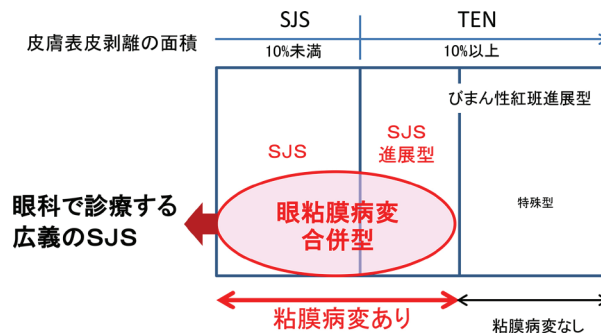 SJS
TEN
皮膚表皮剥離の面積
10%未満
10%以上
びまん性紅斑進展型
SJS
SJS
進展型
特殊型
眼科で診療する
広義のSJS
眼粘膜病変
合併型
粘膜病変あり
粘膜病変なし